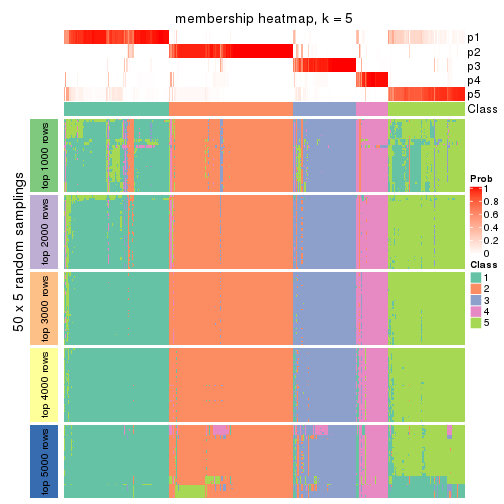 membership heatmap, k = 5
p1
p2
p3
p4
p5
Class
50 x 5 random samplings
top 1000 rows
top 2000 rows
top 3000 rows
top 4000 rows
top 5000 rows
Prob
1
0.8
0.6
0.4
0.2
0
Class
1
2
3
4
5